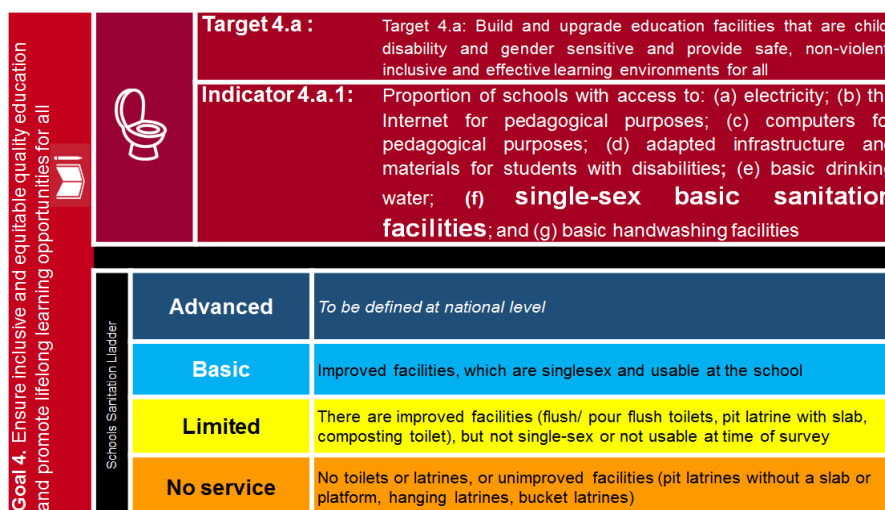 Goal 4. Ensure inclusive and equitable quality education
and promote lifelong learning opportunities for all
Target 4.a :
Target 4.a: Build and upgrade education facilities that are child
disability and gender sensitive and provide safe, non-violent
inclusive and effective learning environments for all
Indicator 4.a.1:
Proportion of schools with access to: (a) electricity; (b) the
Internet for pedagogical purposes; (c) computers fo
pedagogical purposes; (d) adapted infrastructure and
materials for students with disabilities; (e) basic drinking
water; (f) single-sex basic sanitation
facilities; and (g) basic handwashing facilities
Schools Sanitation Lladder
Advanced
To be defined at national level
Basic
Improved facilities, which are singlesex and usable at the school
Limited
There are improved facilities (flush/ pour flush toilets, pit latrine with slab,
composting toilet), but not single-sex or not usable at time of survey
No service
No toilets or latrines, or unimproved facilities (pit latrines without a slab or
platform, hanging latrines, bucket latrines)